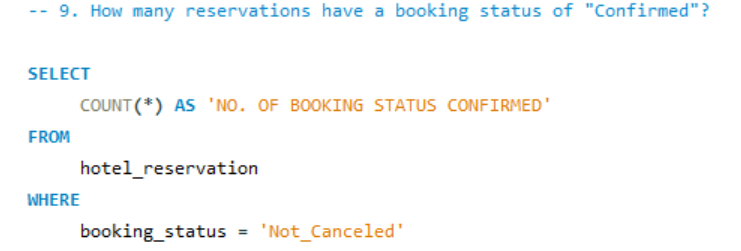 -- 9. How many reservations have a booking status of "Confirmed"?
SELECT
COUNT(*) AS 'NO. OF BOOKING STATUS CONFIRMED'
FROM
hotel_reservation
WHERE
booking_status = 'Not_Canceled'